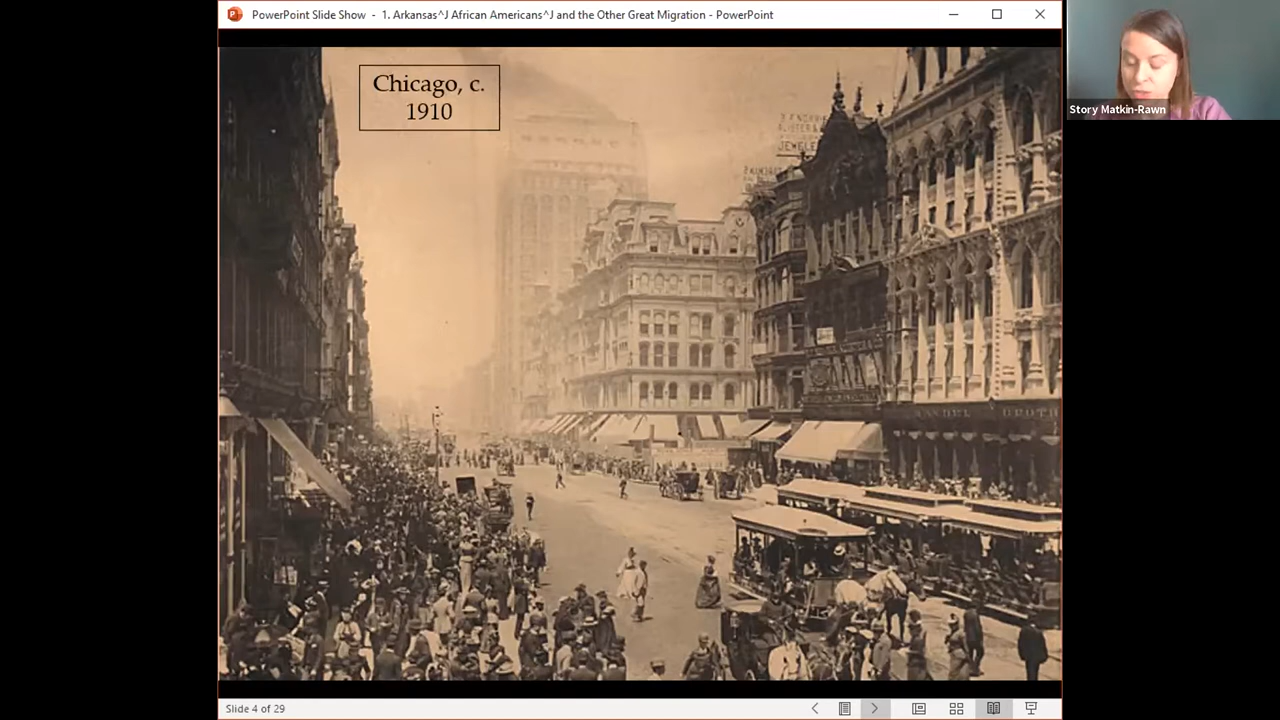 PowerPoint Slide Show - 1. Arkansas^J African Americans^J and the Other Great Migration - PowerPoint
Chicago, c.
1910
JEWELE
Story Matkin-Rawn
Slide 4 of 29